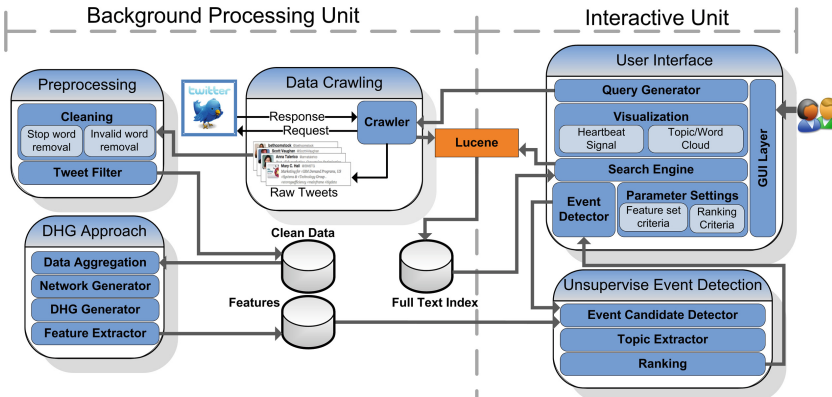 Background Processing Unit
Interactive Unit
Preprocessing
Cleaning
Stop word
removal
Invalid word
removal
Tweet Filter
twitter
Data Crawling
Response
Request
Crawler
Raw Tweets
Lucene
User Interface
Query Generator
Visualization
Heartbeat
Signal
Topic/Word
Cloud
Search Engine
Event
Detector
Parameter Settings
Feature set
criteria
Ranking
Criteria
GUI Layer
DHG Approach
Data Aggregation
Network Generator
DHG Generator
Feature Extractor
Clean Data
Features
Full Text Index
Unsupervise Event Detection
Event Candidate Detector
Topic Extractor
Ranking